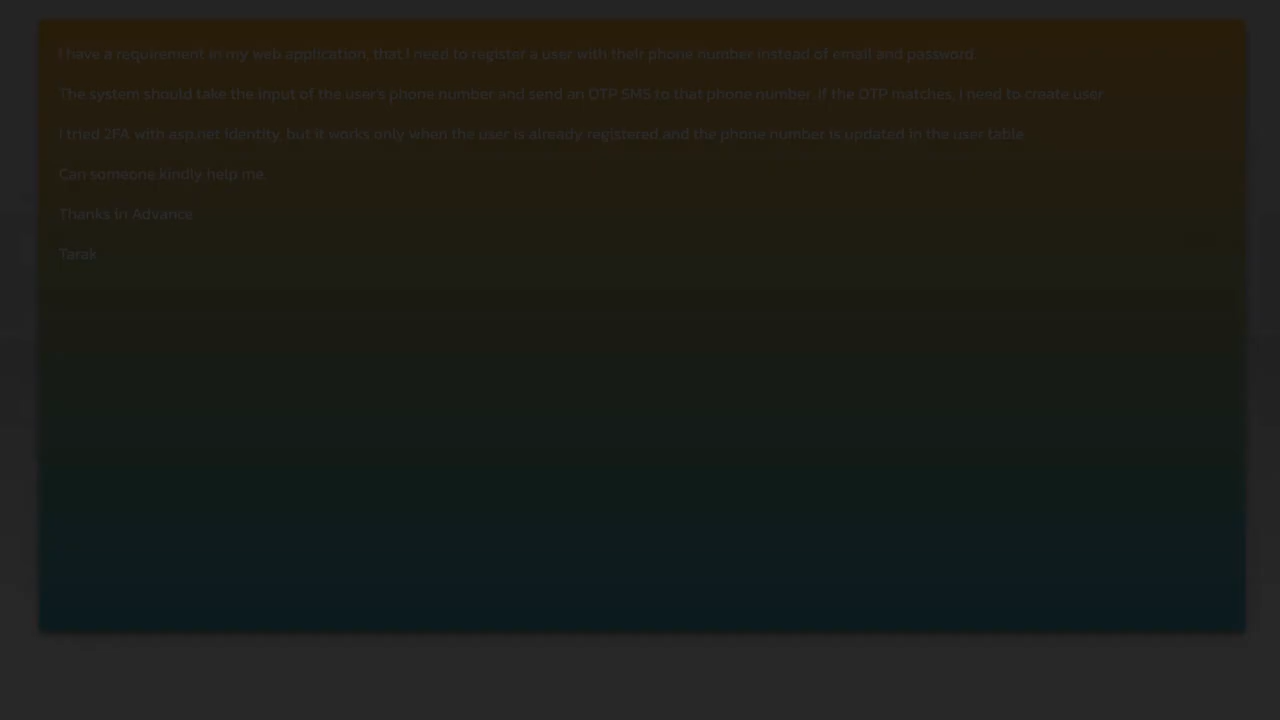 I have a requirement in my web application, that I need to register a user with their phone number instead of email and password.
The system should take the input of the user's phone number and send an OTP SMS to that phone number. If the OTP matches, I need to create user
I tried 2FA with asp.net identity, but it works only when the user is already registered and the phone number is updated in the user table.
Can someone kindly help me.
Thanks in Advance
Tarak